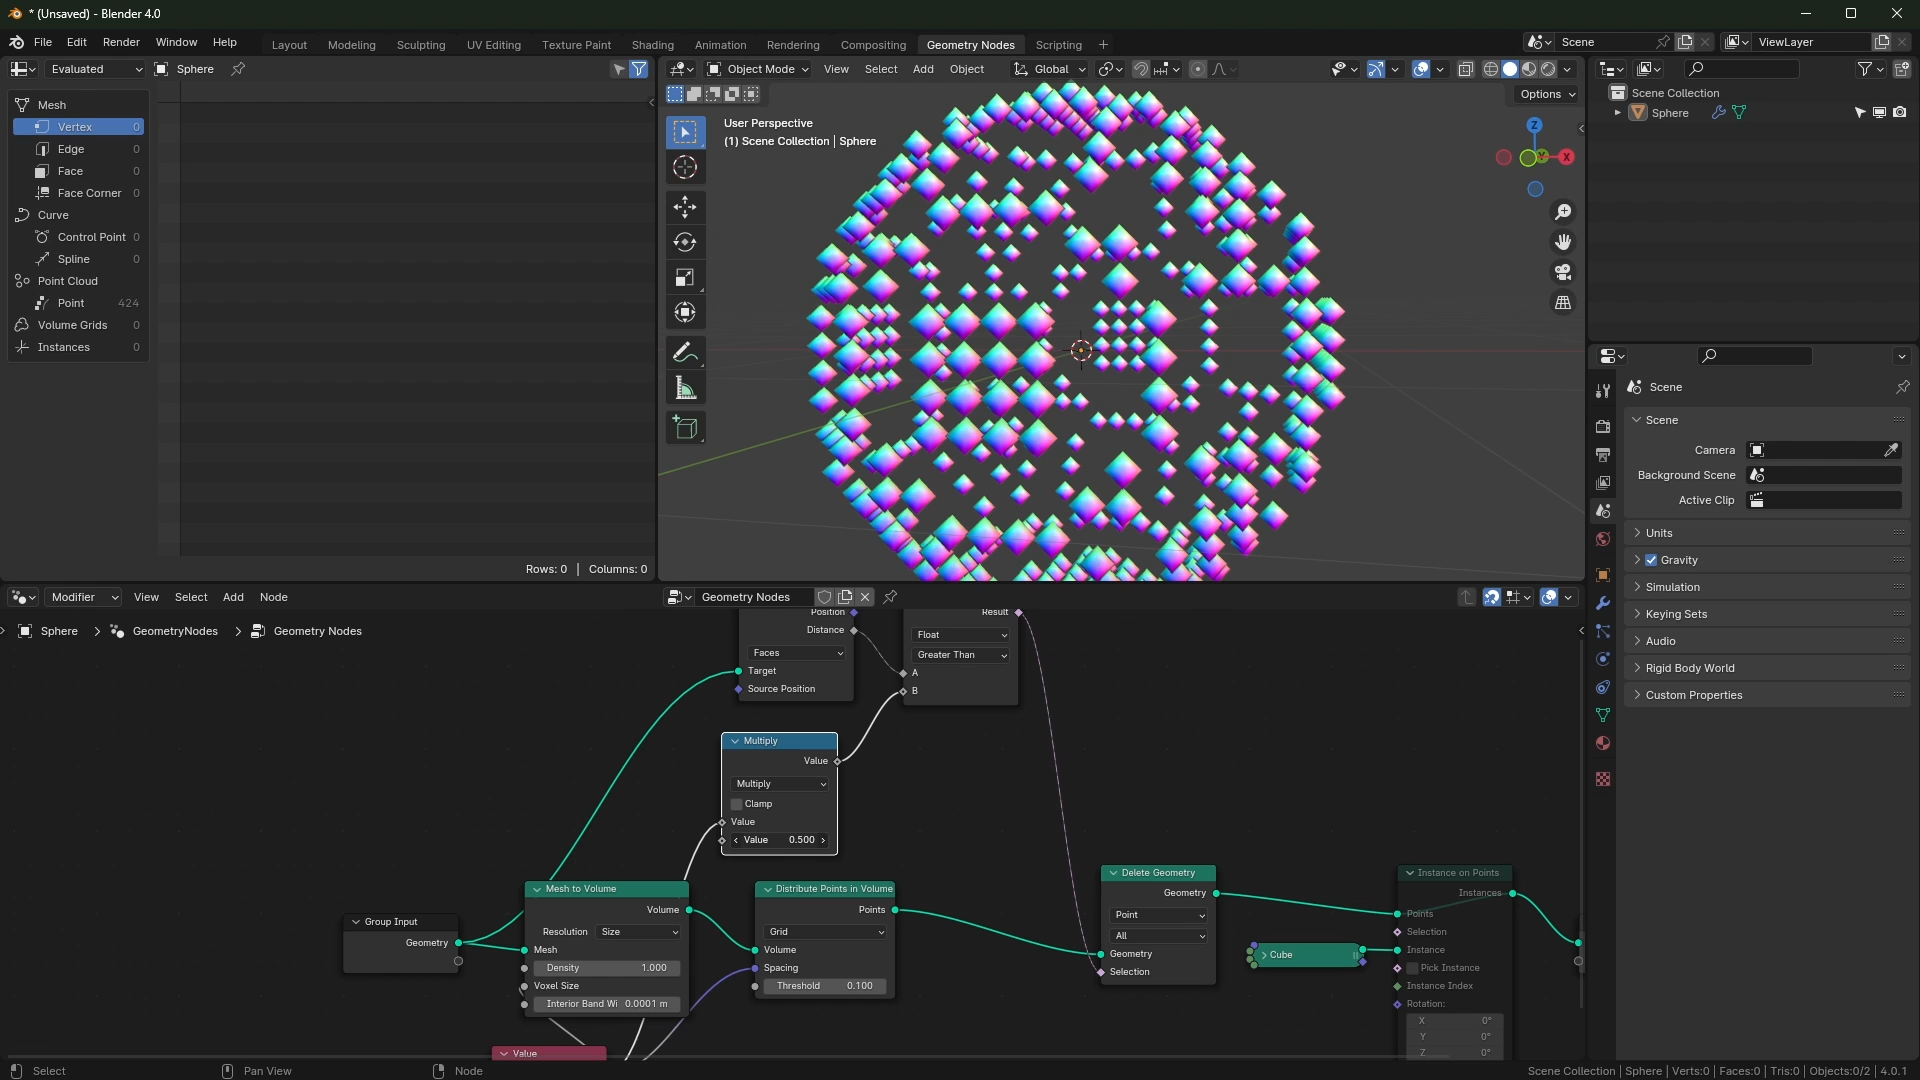 * (Unsaved) - Blender 4.0
File Edit Render Window Help Layout Modeling Sculpting UV Editing Texture Paint Shading Animation Rendering Compositing Geometry Nodes Scripting + Scene ViewLayer
Evaluated Sphere
Mesh
Vertex 0
Edge 0
Face 0
Face Corner 0
Curve
Control Point 0
Spline 0
Point Cloud
Point 424
Volume Grids 0
Instances 0
Rows: 0 | Columns: 0
Object Mode View Select Add Object Global
Options
User Perspective
(1) Scene Collection | Sphere
Z
Y
X
Scene Collection
Sphere
Scene
Scene
Camera
Background Scene
Active Clip
Units
Gravity
Simulation
Keying Sets
Audio
Rigid Body World
Custom Properties
Modifier View Select Add Node Geometry Nodes
Sphere > GeometryNodes > Geometry Nodes
Position
Distance
Faces
Target
Source Position
Result
Float
Greater Than
A
B
Multiply
Value
Multiply
Clamp
Value
Value 0.500
Group Input
Geometry
Mesh to Volume
Volume
Resolution Size
Mesh
Density 1.000
Voxel Size
Interior Band Wi 0.0001 m
Value
Distribute Points in Volume
Points
Grid
Volume
Spacing
Threshold 0.100
Delete Geometry
Geometry
Point
All
Geometry
Selection
Cube
Instance on Points
Instances
Points
Selection
Instance
Pick Instance
Instance Index
Rotation:
X 0°
Y 0°
Z 0°
Select Pan View Node Scene Collection | Sphere | Verts:0 | Faces:0 | Tris:0 | Objects:0/2 | 4.0.1